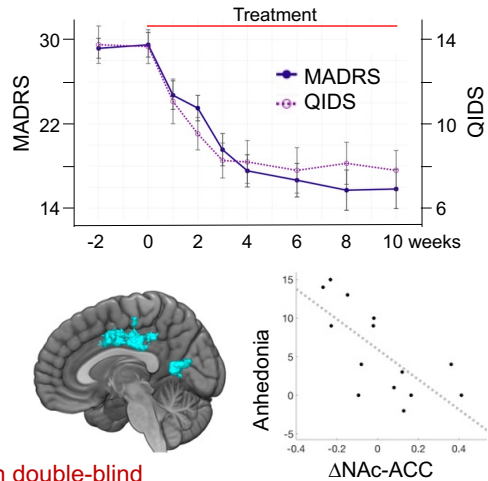 Treatment
30
22
14
MADRS
MADRS
QIDS
14
10
6
QIDS
-2 0 2 4 6 8 10 weeks
15
10
5
0
-5
Anhedonia
-0.4 -0.2 0 0.2 0.4
ΔNAc-ACC
double-blind